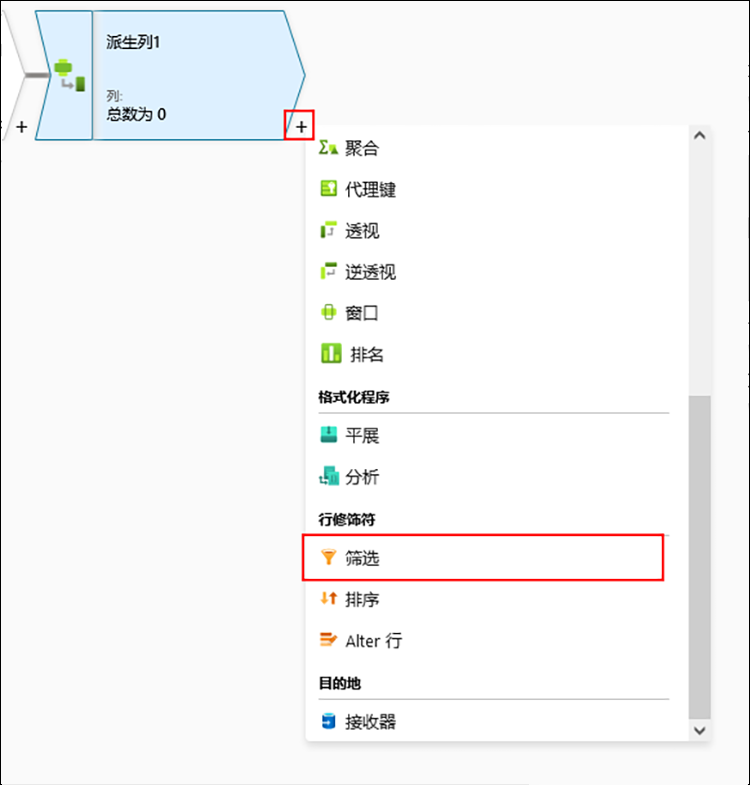 派生列1
列:
总数为 0
+
+
聚合
代理键
透视
逆透视
窗口
排名
格式化程序
平展
分析
行修饰符
筛选
排序
Alter 行
目的地
接收器